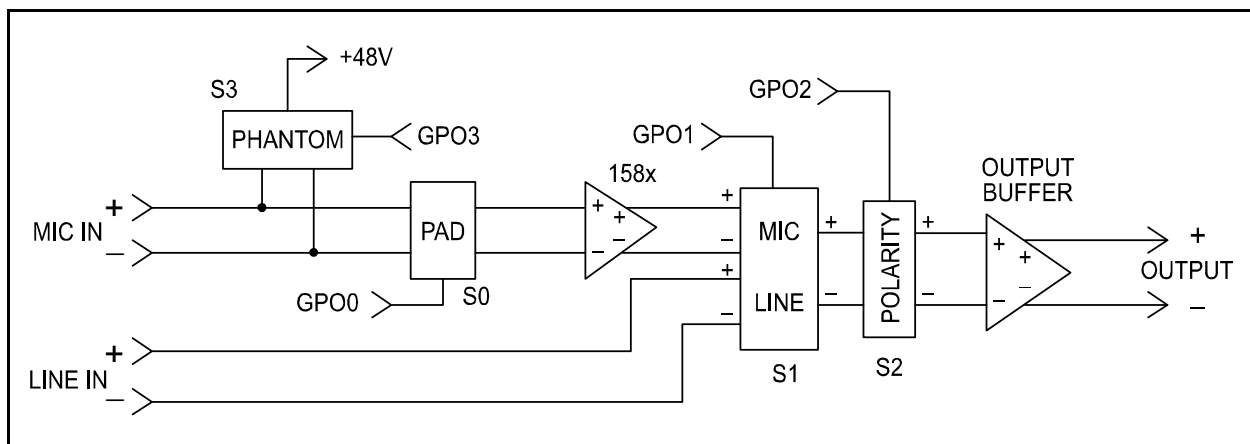 +48V
S3
PHANTOM
GPO3
GPO2
GPO1
OUTPUT
BUFFER
158x
+
MIC IN
–
PAD
S0
GPO0
+
+
–
–
+
–
+
–
MIC
LINE
S1
+
–
POLARITY
S2
+
–
+
+
–
–
+
OUTPUT
–
+
LINE IN
–